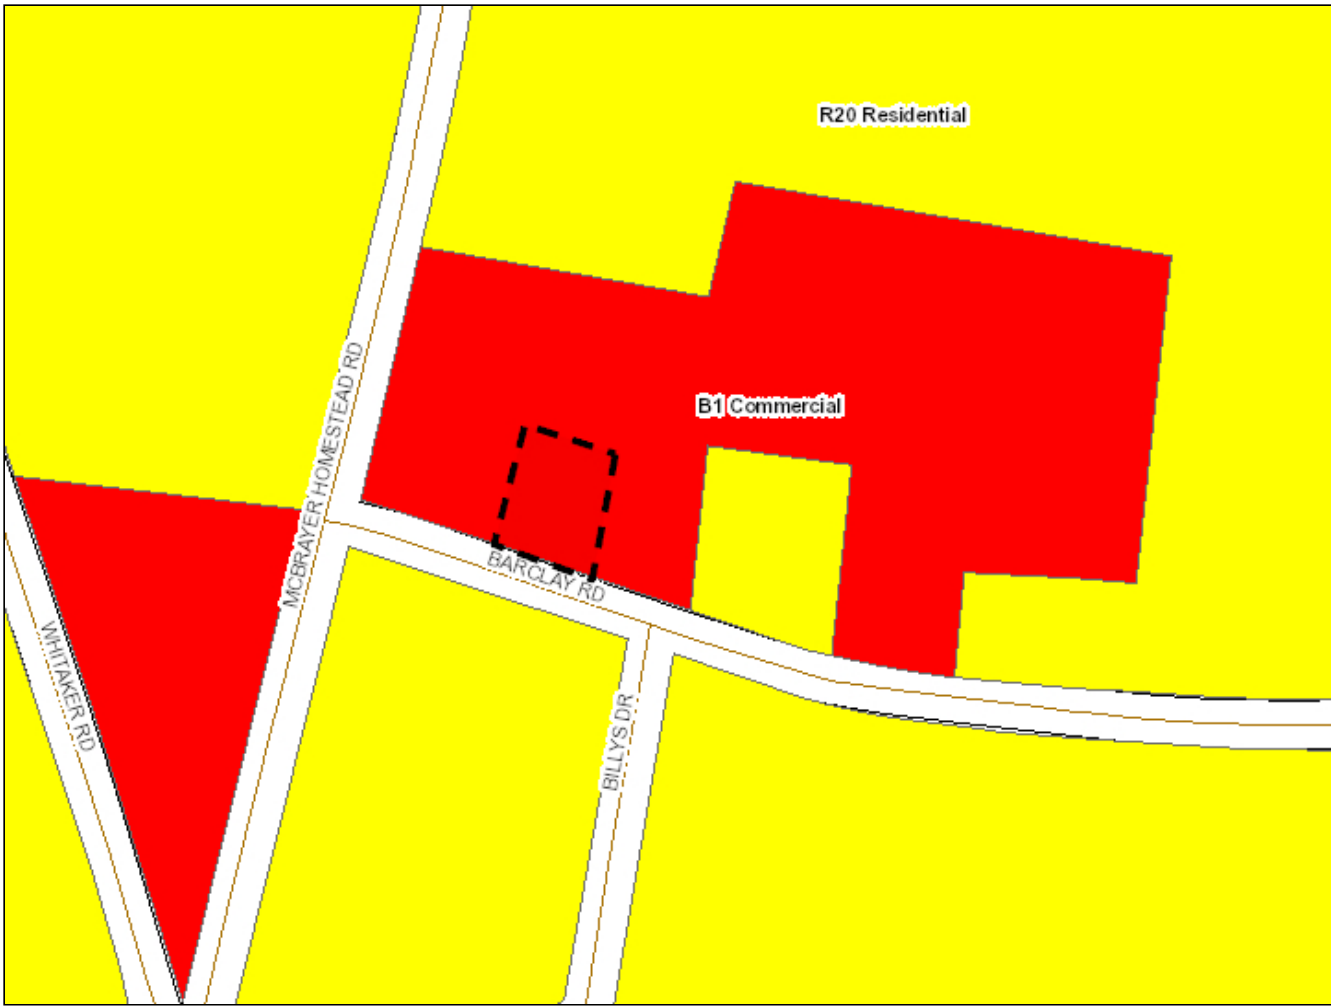 R20 Residential
B1 Commercial
MCBRAYER HOMESTEAD RD
BARCLAY RD
WHITAKER RD
BILLYS DR